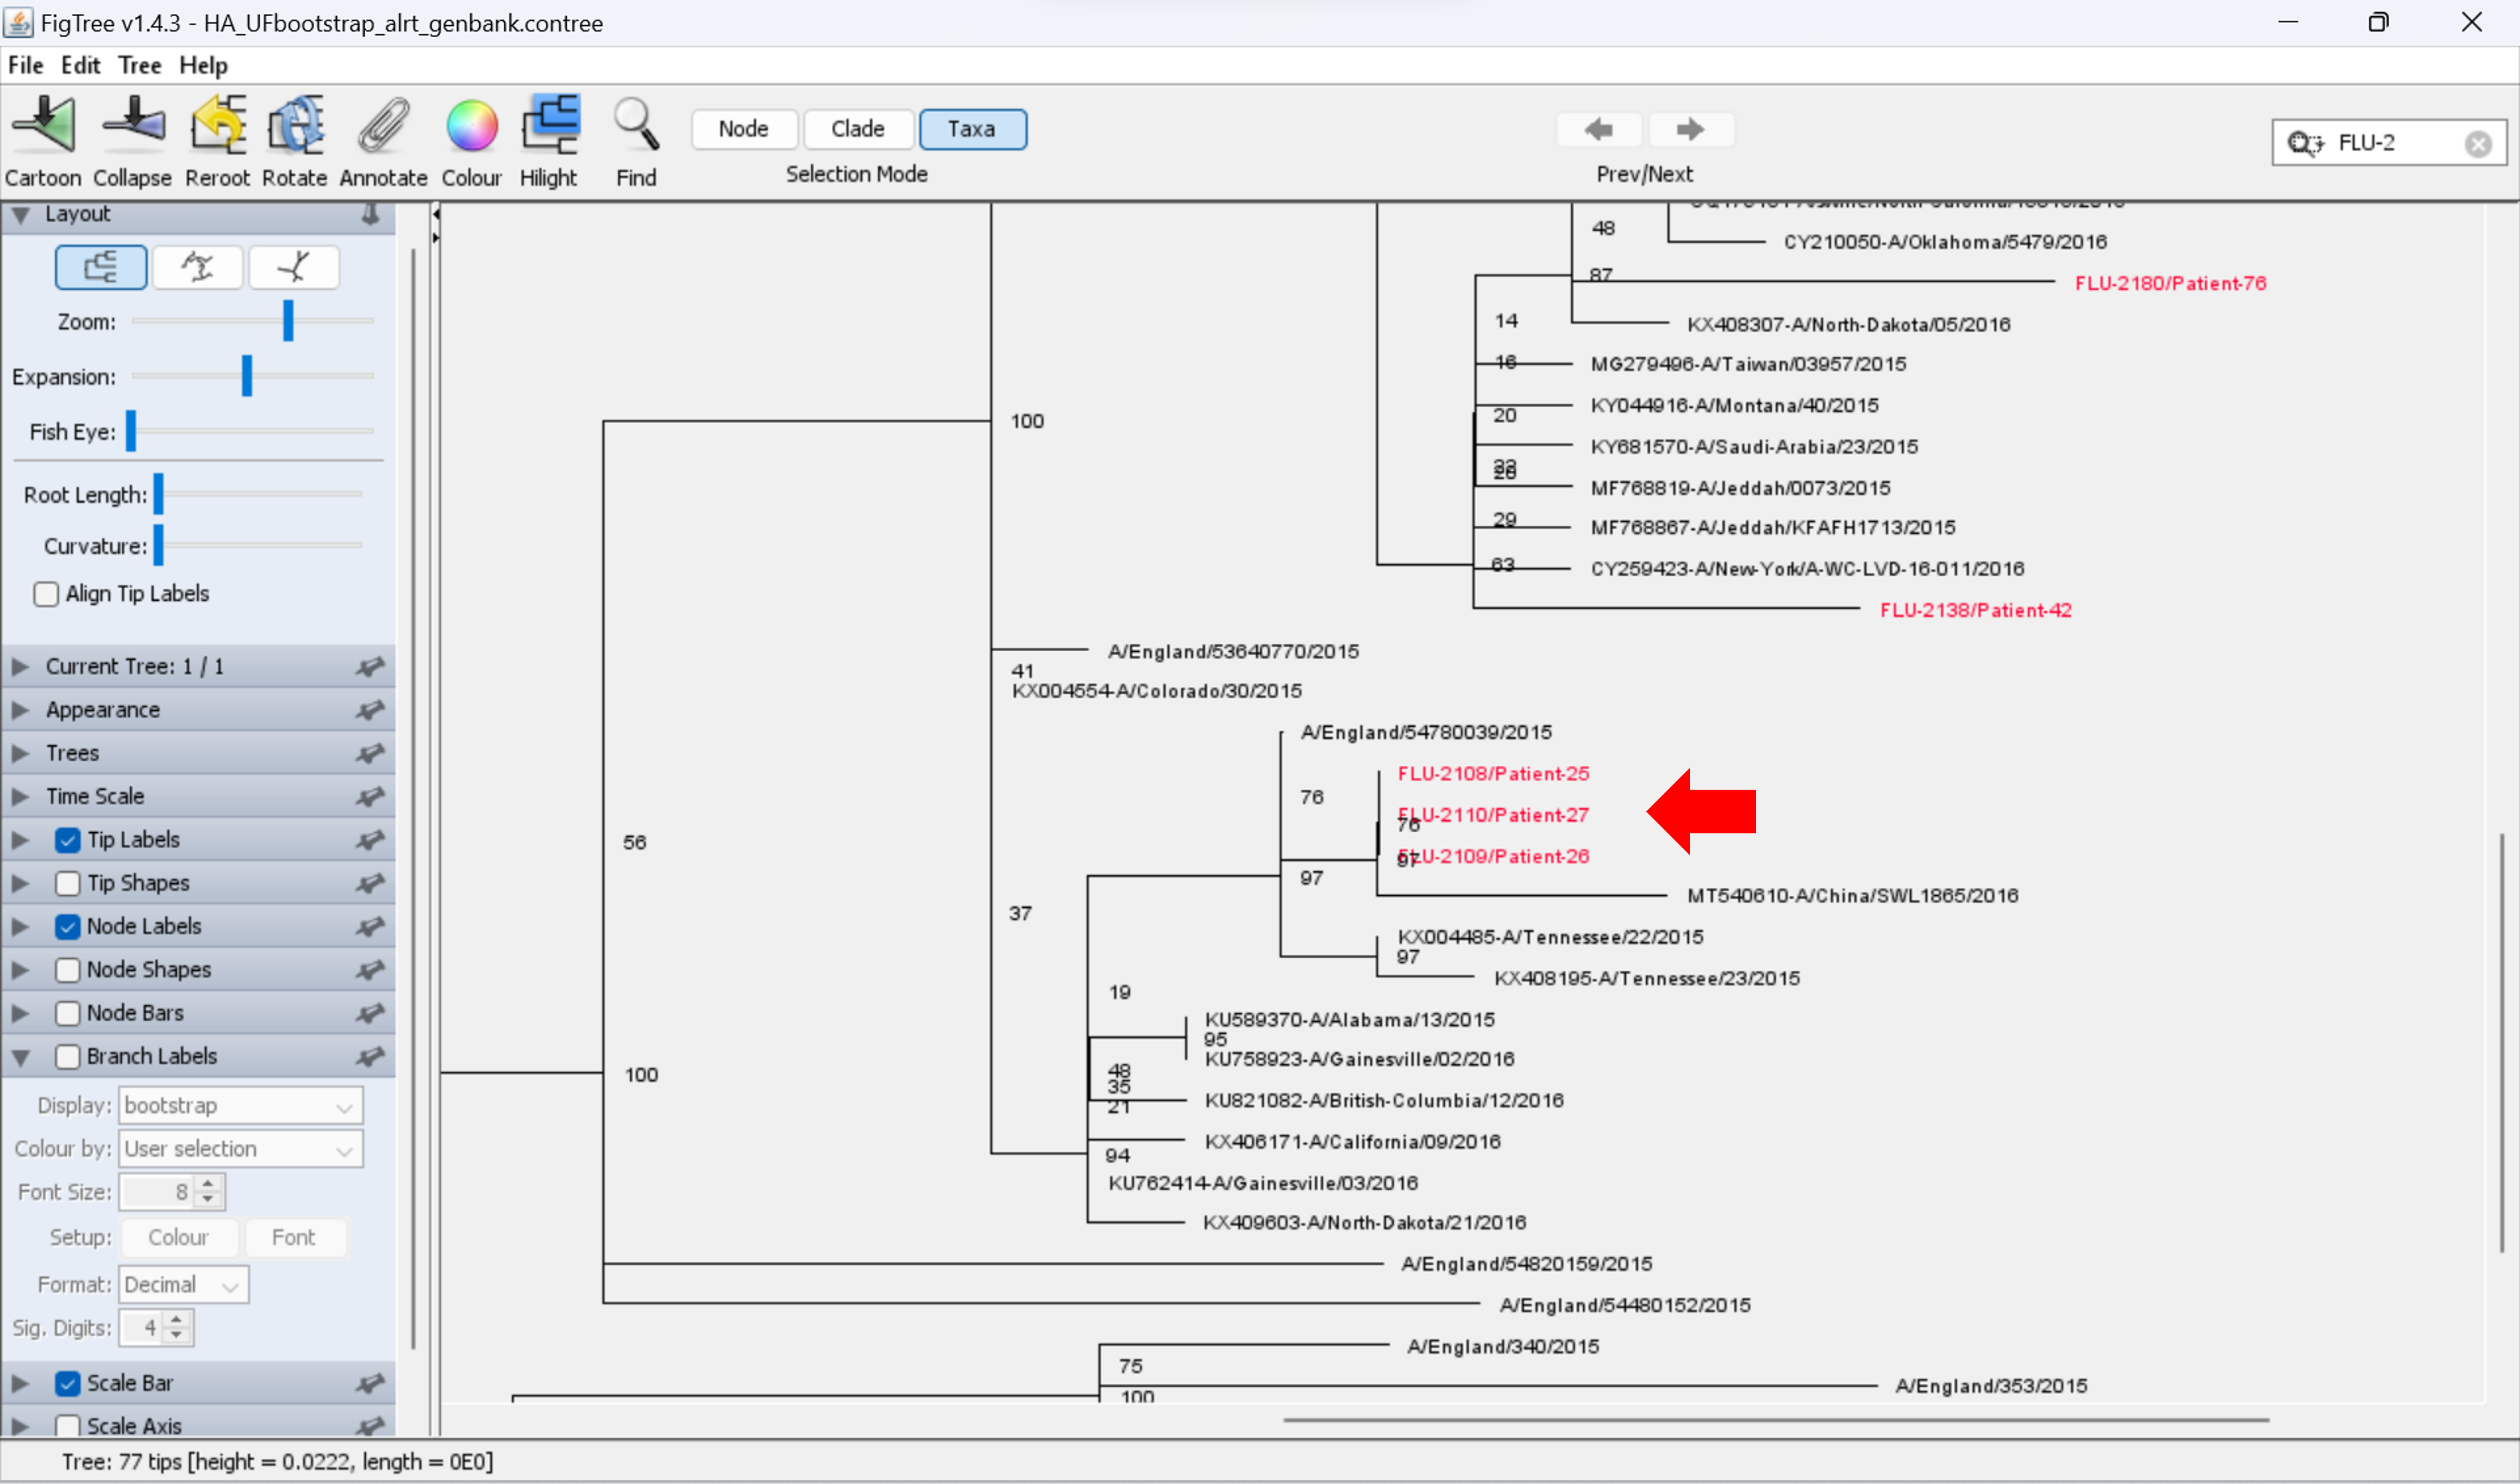 FigTree v1.4.3 - HA_UFbootstrap_alrt_genbank.contree
File Edit Tree Help
Cartoon Collapse Reroot Rotate Annotate Colour Hilight Find
Node Clade Taxa
Selection Mode
Prev/Next
FLU-2
Layout
Zoom:
Expansion:
Fish Eye:
Root Length:
Curvature:
Align Tip Labels
Current Tree: 1 / 1
Appearance
Trees
Time Scale
Tip Labels
Tip Shapes
Node Labels
Node Shapes
Node Bars
Branch Labels
Display: bootstrap
Colour by: User selection
Font Size: 8
Setup: Colour Font
Format: Decimal
Sig. Digits: 4
Scale Bar
Scale Axis
48
CY210050-A/Oklahoma/5479/2016
87
FLU-2180/Patient-76
14
KX408307-A/North-Dakota/05/2016
16
MG279496-A/Taiwan/03957/2015
KY044916-A/Montana/40/2015
20
100
KY681570-A/Saudi-Arabia/23/2015
MF768819-A/Jeddah/0073/2015
29
MF768867-A/Jeddah/KFAFH1713/2015
63
CY259423-A/New-York/A-WC-LVD-16-011/2016
FLU-2138/Patient-42
A/England/53640770/2015
41
KX004554-A/Colorado/30/2015
A/England/54780039/2015
FLU-2108/Patient-25
76
FLU-2110/Patient-27
76
56
FLU-2109/Patient-26
97
97
MT540610-A/China/SWL1865/2016
37
KX004485-A/Tennessee/22/2015
97
KX408195-A/Tennessee/23/2015
19
KU589370-A/Alabama/13/2015
95
KU758923-A/Gainesville/02/2016
100
48
35
21
KU821082-A/British-Columbia/12/2016
KX406171-A/California/09/2016
94
KU762414-A/Gainesville/03/2016
KX409603-A/North-Dakota/21/2016
A/England/54820159/2015
A/England/54480152/2015
A/England/340/2015
75
A/England/353/2015
100
Tree: 77 tips [height = 0.0222, length = 0E0]